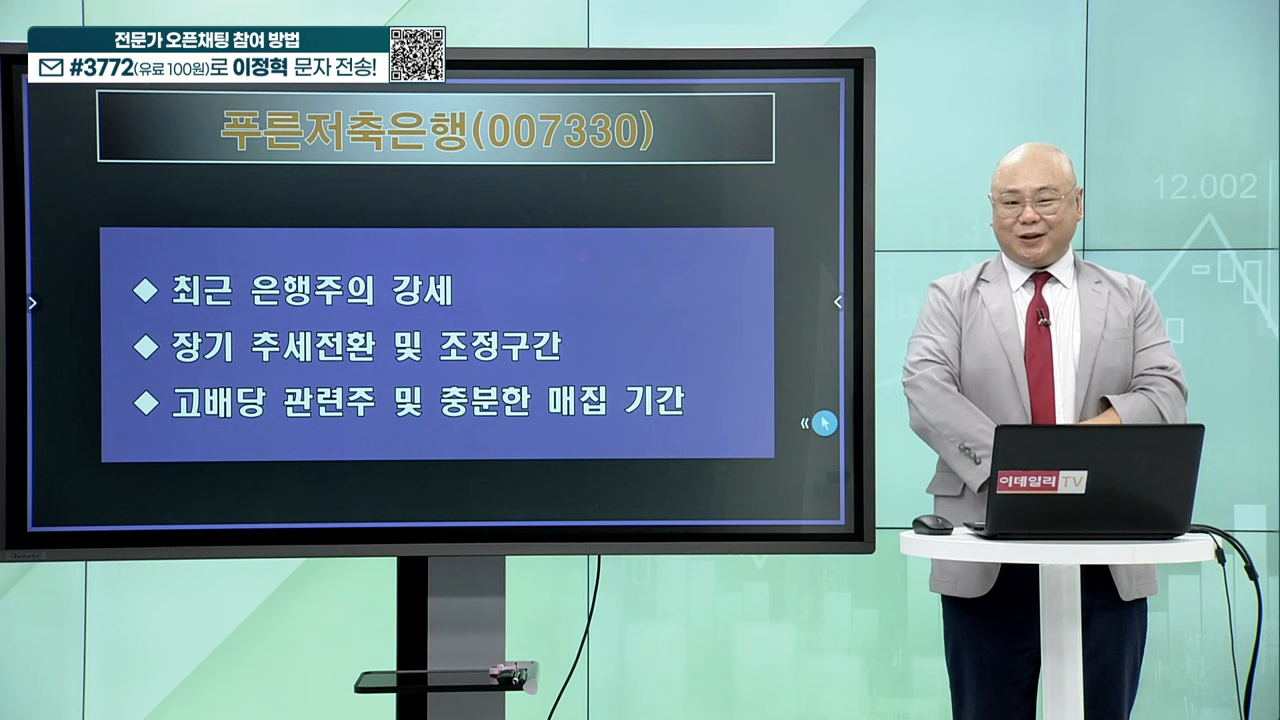 전문가 오픈채팅 참여 방법
#3772(유료 100원)로 이정혁 문자 전송!
푸른저축은행(007330)
◆ 최근 은행주의 강세
◆ 장기 추세전환 및 조정구간
◆ 고배당 관련주 및 충분한 매집 기간
12.002
이데일리 TV